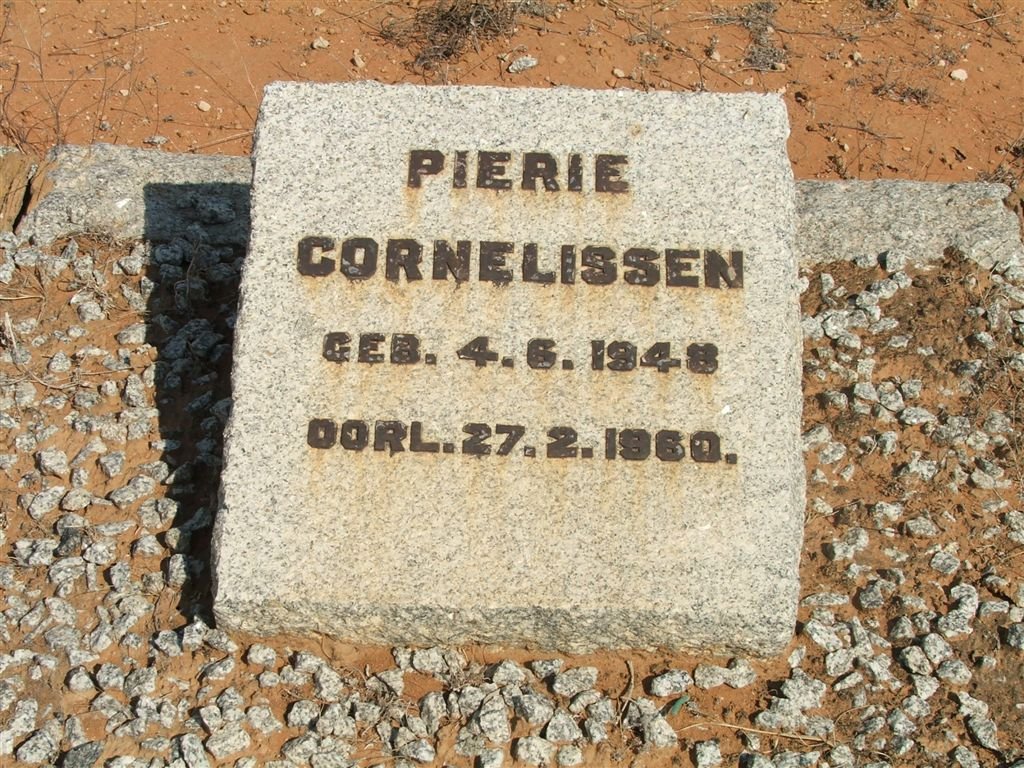 PIERIE
CORNELISSEN
GEB. 4.6.1948
OORL.27.2.1960.